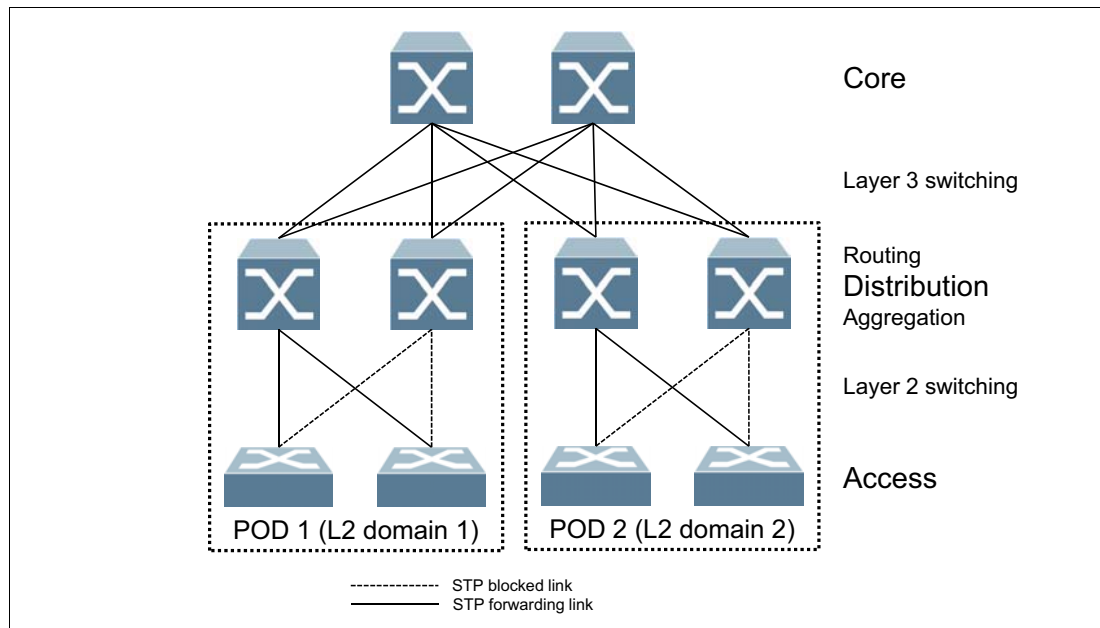 Core
Layer 3 switching
Routing
Distribution
Aggregation
Layer 2 switching
Access
POD 1 (L2 domain 1)
POD 2 (L2 domain 2)
STP blocked link
STP forwarding link